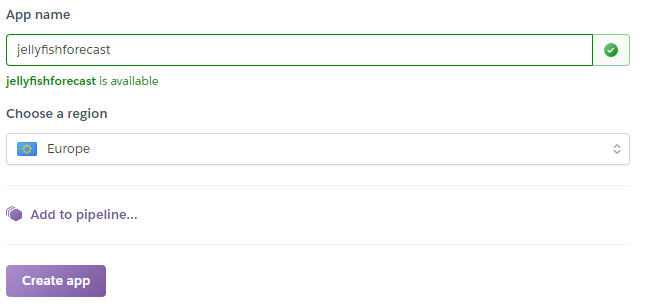 App name
jellyfishforecast
jellyfishforecast is available
Choose a region
Europe
Add to pipeline...
Create app